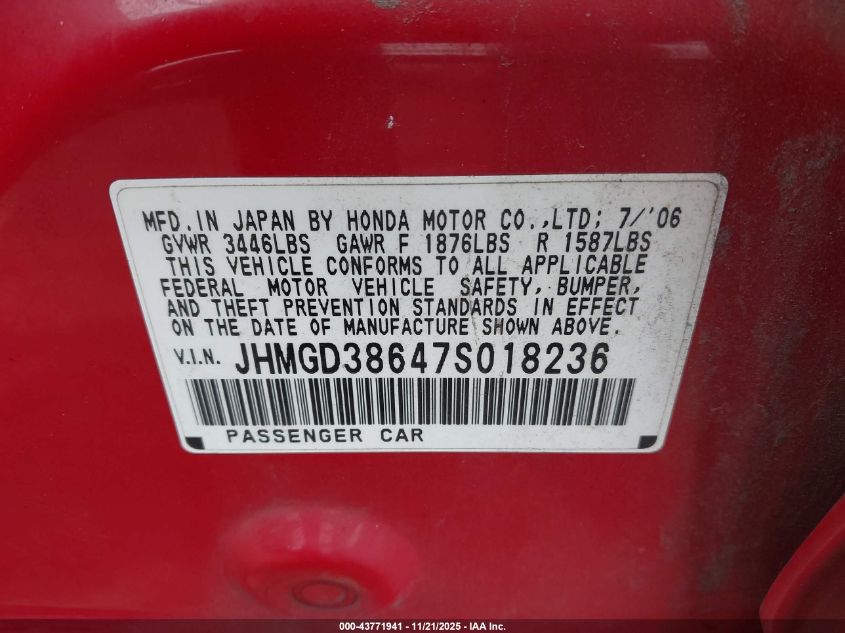 MFD. IN JAPAN BY HONDA MOTOR CO.,LTD; 7/'06
GVWR 3446LBS GAWR F 1876LBS R 1587LBS
THIS VEHICLE CONFORMS TO ALL APPLICABLE
FEDERAL MOTOR VEHICLE SAFETY, BUMPER,
AND THEFT PREVENTION STANDARDS IN EFFECT
ON THE DATE OF MANUFACTURE SHOWN ABOVE.
V.I.N. JHMGD38647S018236
PASSENGER CAR
000-43771941 - 11/21/2025 - IAA Inc.